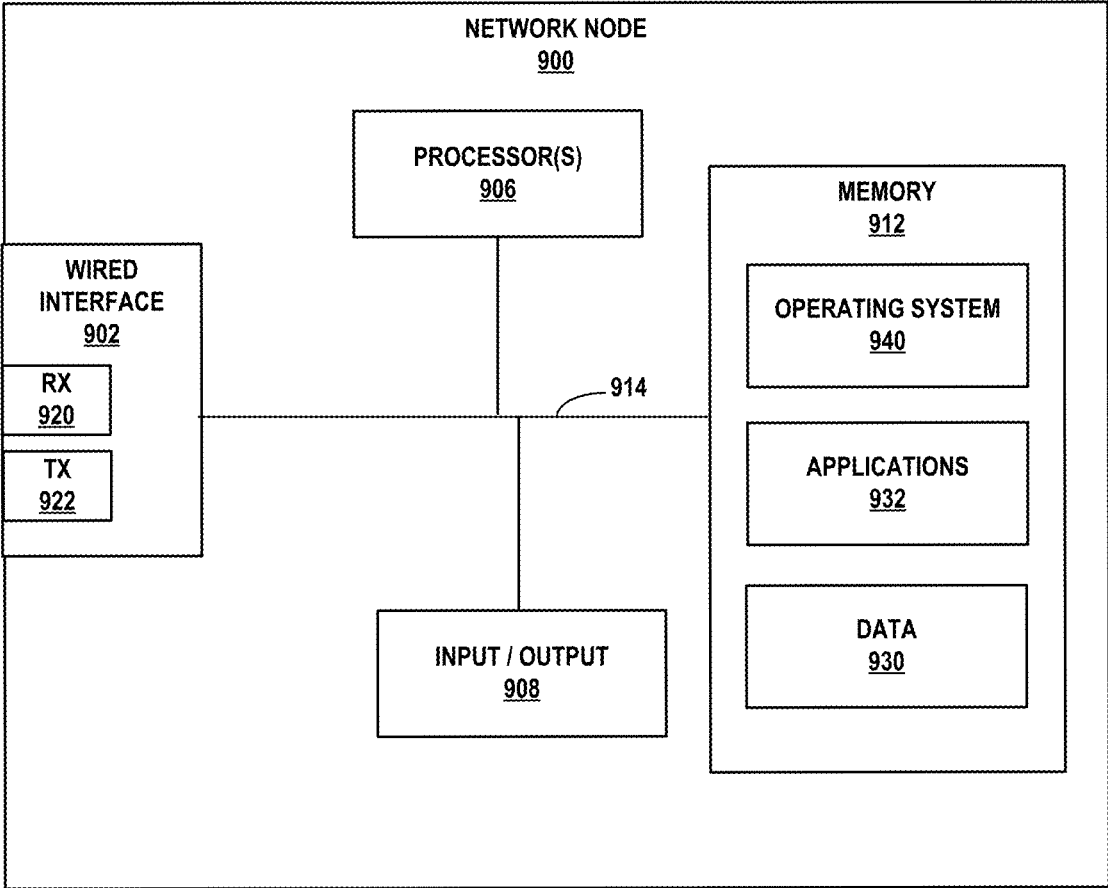 NETWORK NODE
900
PROCESSOR(S)
906
MEMORY
912
WIRED
INTERFACE
902
OPERATING SYSTEM
940
RX
920
914
TX
922
APPLICATIONS
932
INPUT / OUTPUT
908
DATA
930